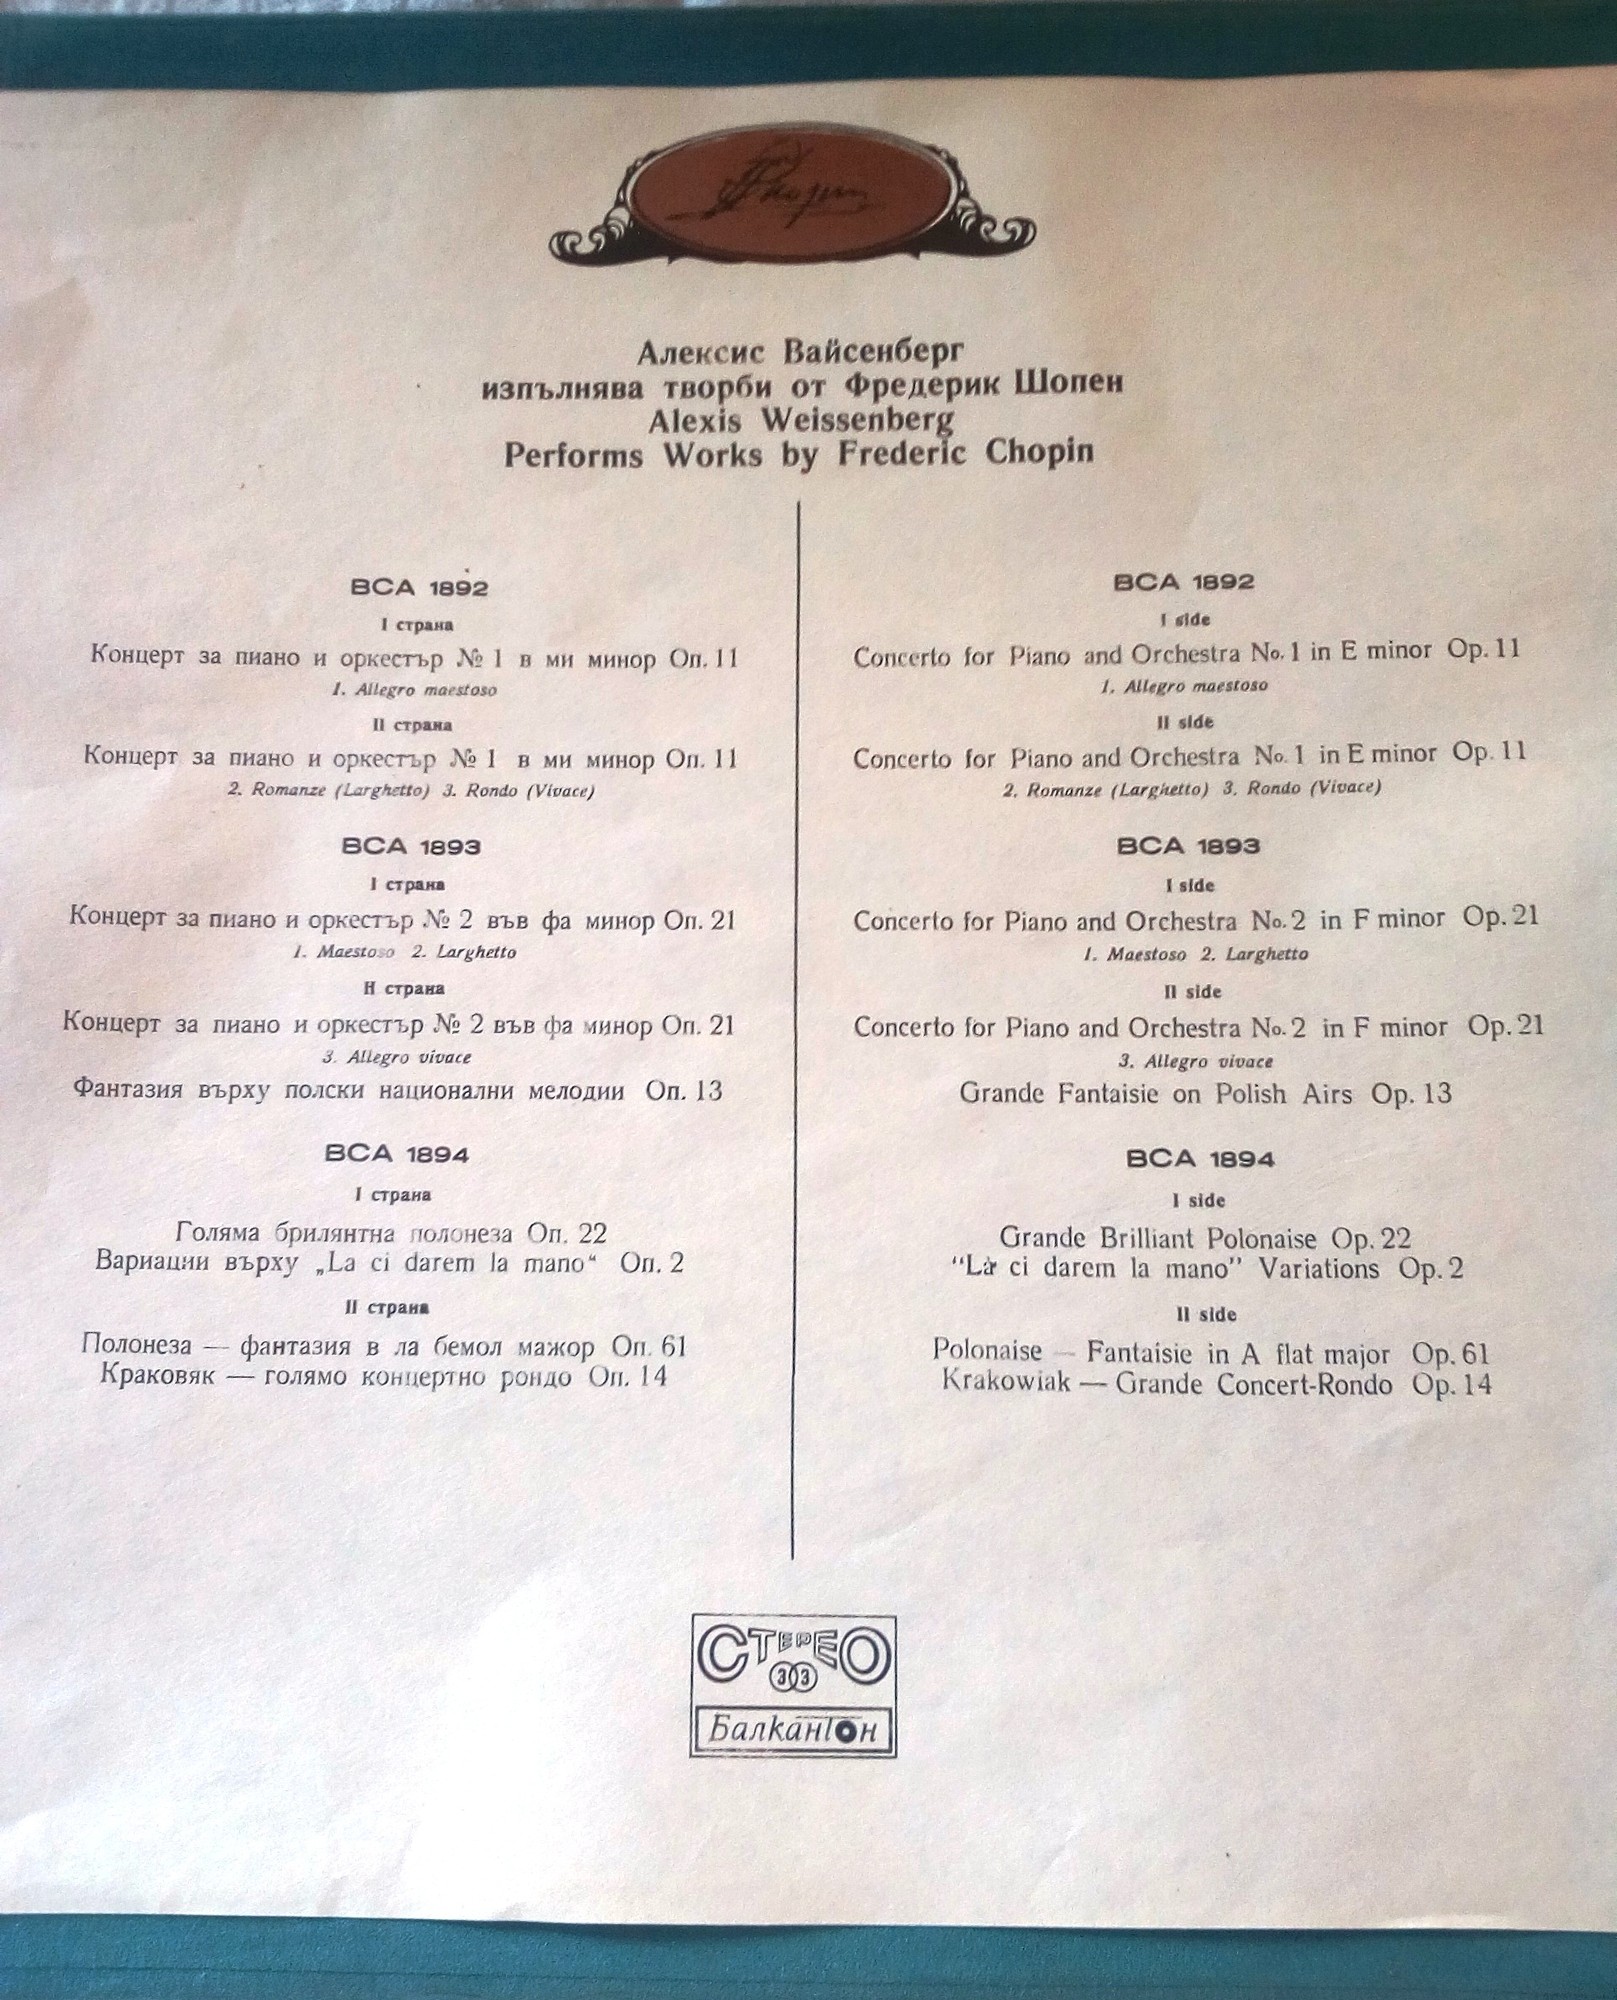 Chopin
Алексис Вайсенберг
изпълнява творби от Фредерик Шопен
Alexis Weissenberg
Performs Works by Frederic Chopin
ВСА 1892
I страна
Концерт за пиано и оркестър № 1 в ми минор Оп. 11
1. Allegro maestoso
II страна
Концерт за пиано и оркестър № 1 в ми минор Оп. 11
2. Romanze (Larghetto) 3. Rondo (Vivace)
ВСА 1893
I страна
Концерт за пиано и оркестър № 2 във фа минор Оп. 21
1. Maestoso 2. Larghetto
II страна
Концерт за пиано и оркестър № 2 във фа минор Оп. 21
3. Allegro vivace
Фантазия върху полски национални мелодии Оп. 13
ВСА 1894
I страна
Голяма брилянтна полонеза Оп. 22
Вариации върху „La ci darem la mano“ Оп. 2
II страна
Полонеза — фантазия в ла бемол мажор Оп. 61
Краковяк — голямо концертно рондо Оп. 14
BCA 1892
I side
Concerto for Piano and Orchestra No. 1 in E minor Op. 11
1. Allegro maestoso
II side
Concerto for Piano and Orchestra No. 1 in E minor Op. 11
2. Romanze (Larghetto) 3. Rondo (Vivace)
BCA 1893
I side
Concerto for Piano and Orchestra No. 2 in F minor Op. 21
1. Maestoso 2. Larghetto
II side
Concerto for Piano and Orchestra No. 2 in F minor Op. 21
3. Allegro vivace
Grande Fantaisie on Polish Airs Op. 13
BCA 1894
I side
Grande Brilliant Polonaise Op. 22
“Là ci darem la mano” Variations Op. 2
II side
Polonaise — Fantaisie in A flat major Op. 61
Krakowiak — Grande Concert-Rondo Op. 14
СТЕРЕО
33
Балкантон